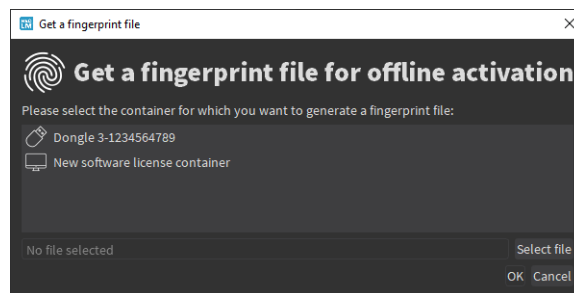 Get a fingerprint file
Get a fingerprint file for offline activation
Please select the container for which you want to generate a fingerprint file:
Dongle 3-1234564789
New software license container
No file selected
Select file
OK Cancel